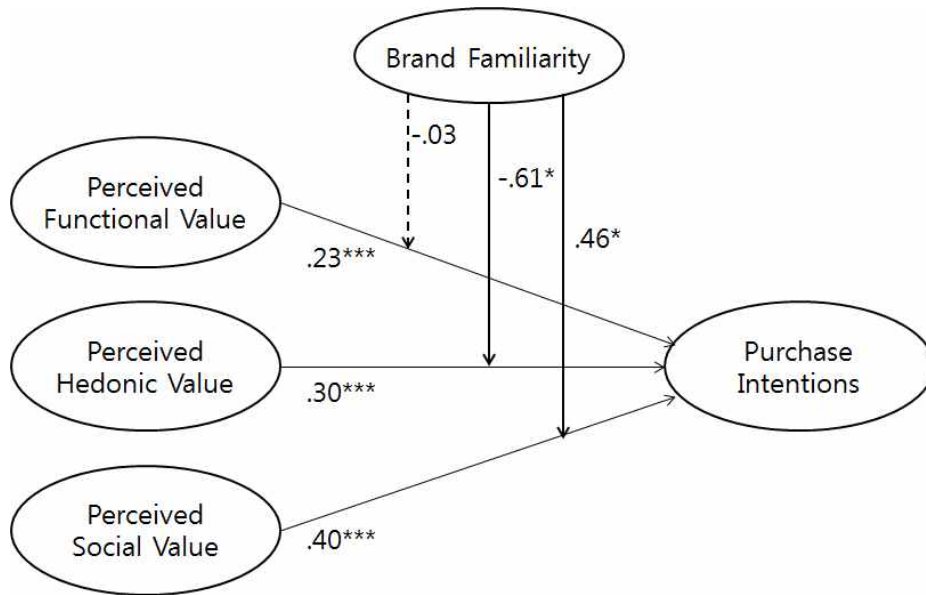 Brand Familiarity
-.03
-.61*
.46*
Perceived
Functional Value
.23***
Perceived
Hedonic Value
.30***
Purchase
Intentions
Perceived
Social Value
.40***